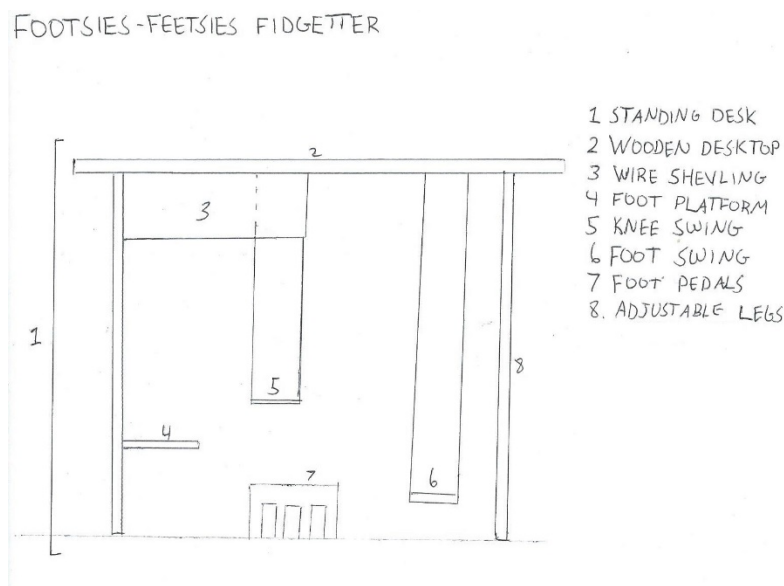 FOOTSIES-FEETSIES FIDGETTER
1 STANDING DESK
2 WOODEN DESKTOP
3 WIRE SHEVLING
4 FOOT PLATFORM
5 KNEE SWING
6 FOOT SWING
7 FOOT PEDALS
8. ADJUSTABLE LEGS
2
3
1
8
5
4
7
6